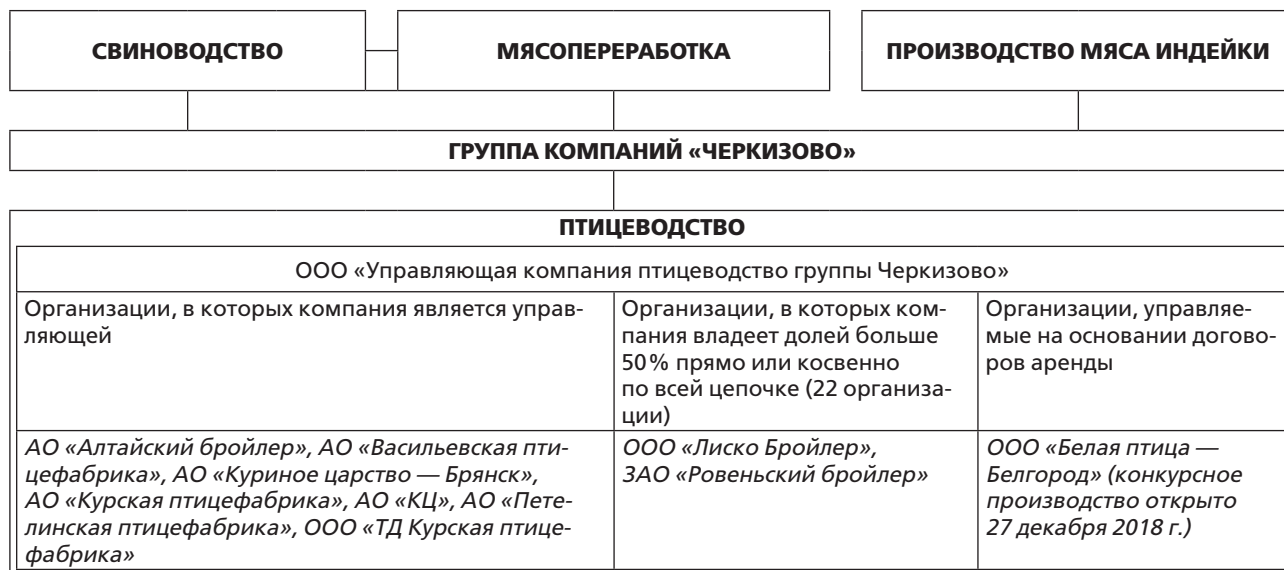 СВИНОВОДСТВО
МЯСОПЕРЕРАБОТКА
ПРОИЗВОДСТВО МЯСА ИНДЕЙКИ
ГРУППА КОМПАНИЙ «ЧЕРКИЗОВО»
ПТИЦЕВОДСТВО
ООО «Управляющая компания птицеводство группы Черкизово»
Организации, в которых компания является управ-
ляющей
Организации, в которых ком-
пания владеет долей больше
50% прямо или косвенно
по всей цепочке (22 организа-
ции)
Организации, управляе-
мые на основании догово-
ров аренды
АО «Алтайский бройлер», АО «Васильевская пти-
цефабрика», АО «Куриное царство — Брянск»,
АО «Курская птицефабрика», АО «КЦ», АО «Пете-
линская птицефабрика», ООО «ТД Курская птице-
фабрика»
ООО «Лиско Бройлер»,
ЗАО «Ровеньский бройлер»
ООО «Белая птица —
Белгород» (конкурсное
производство открыто
27 декабря 2018 г.)